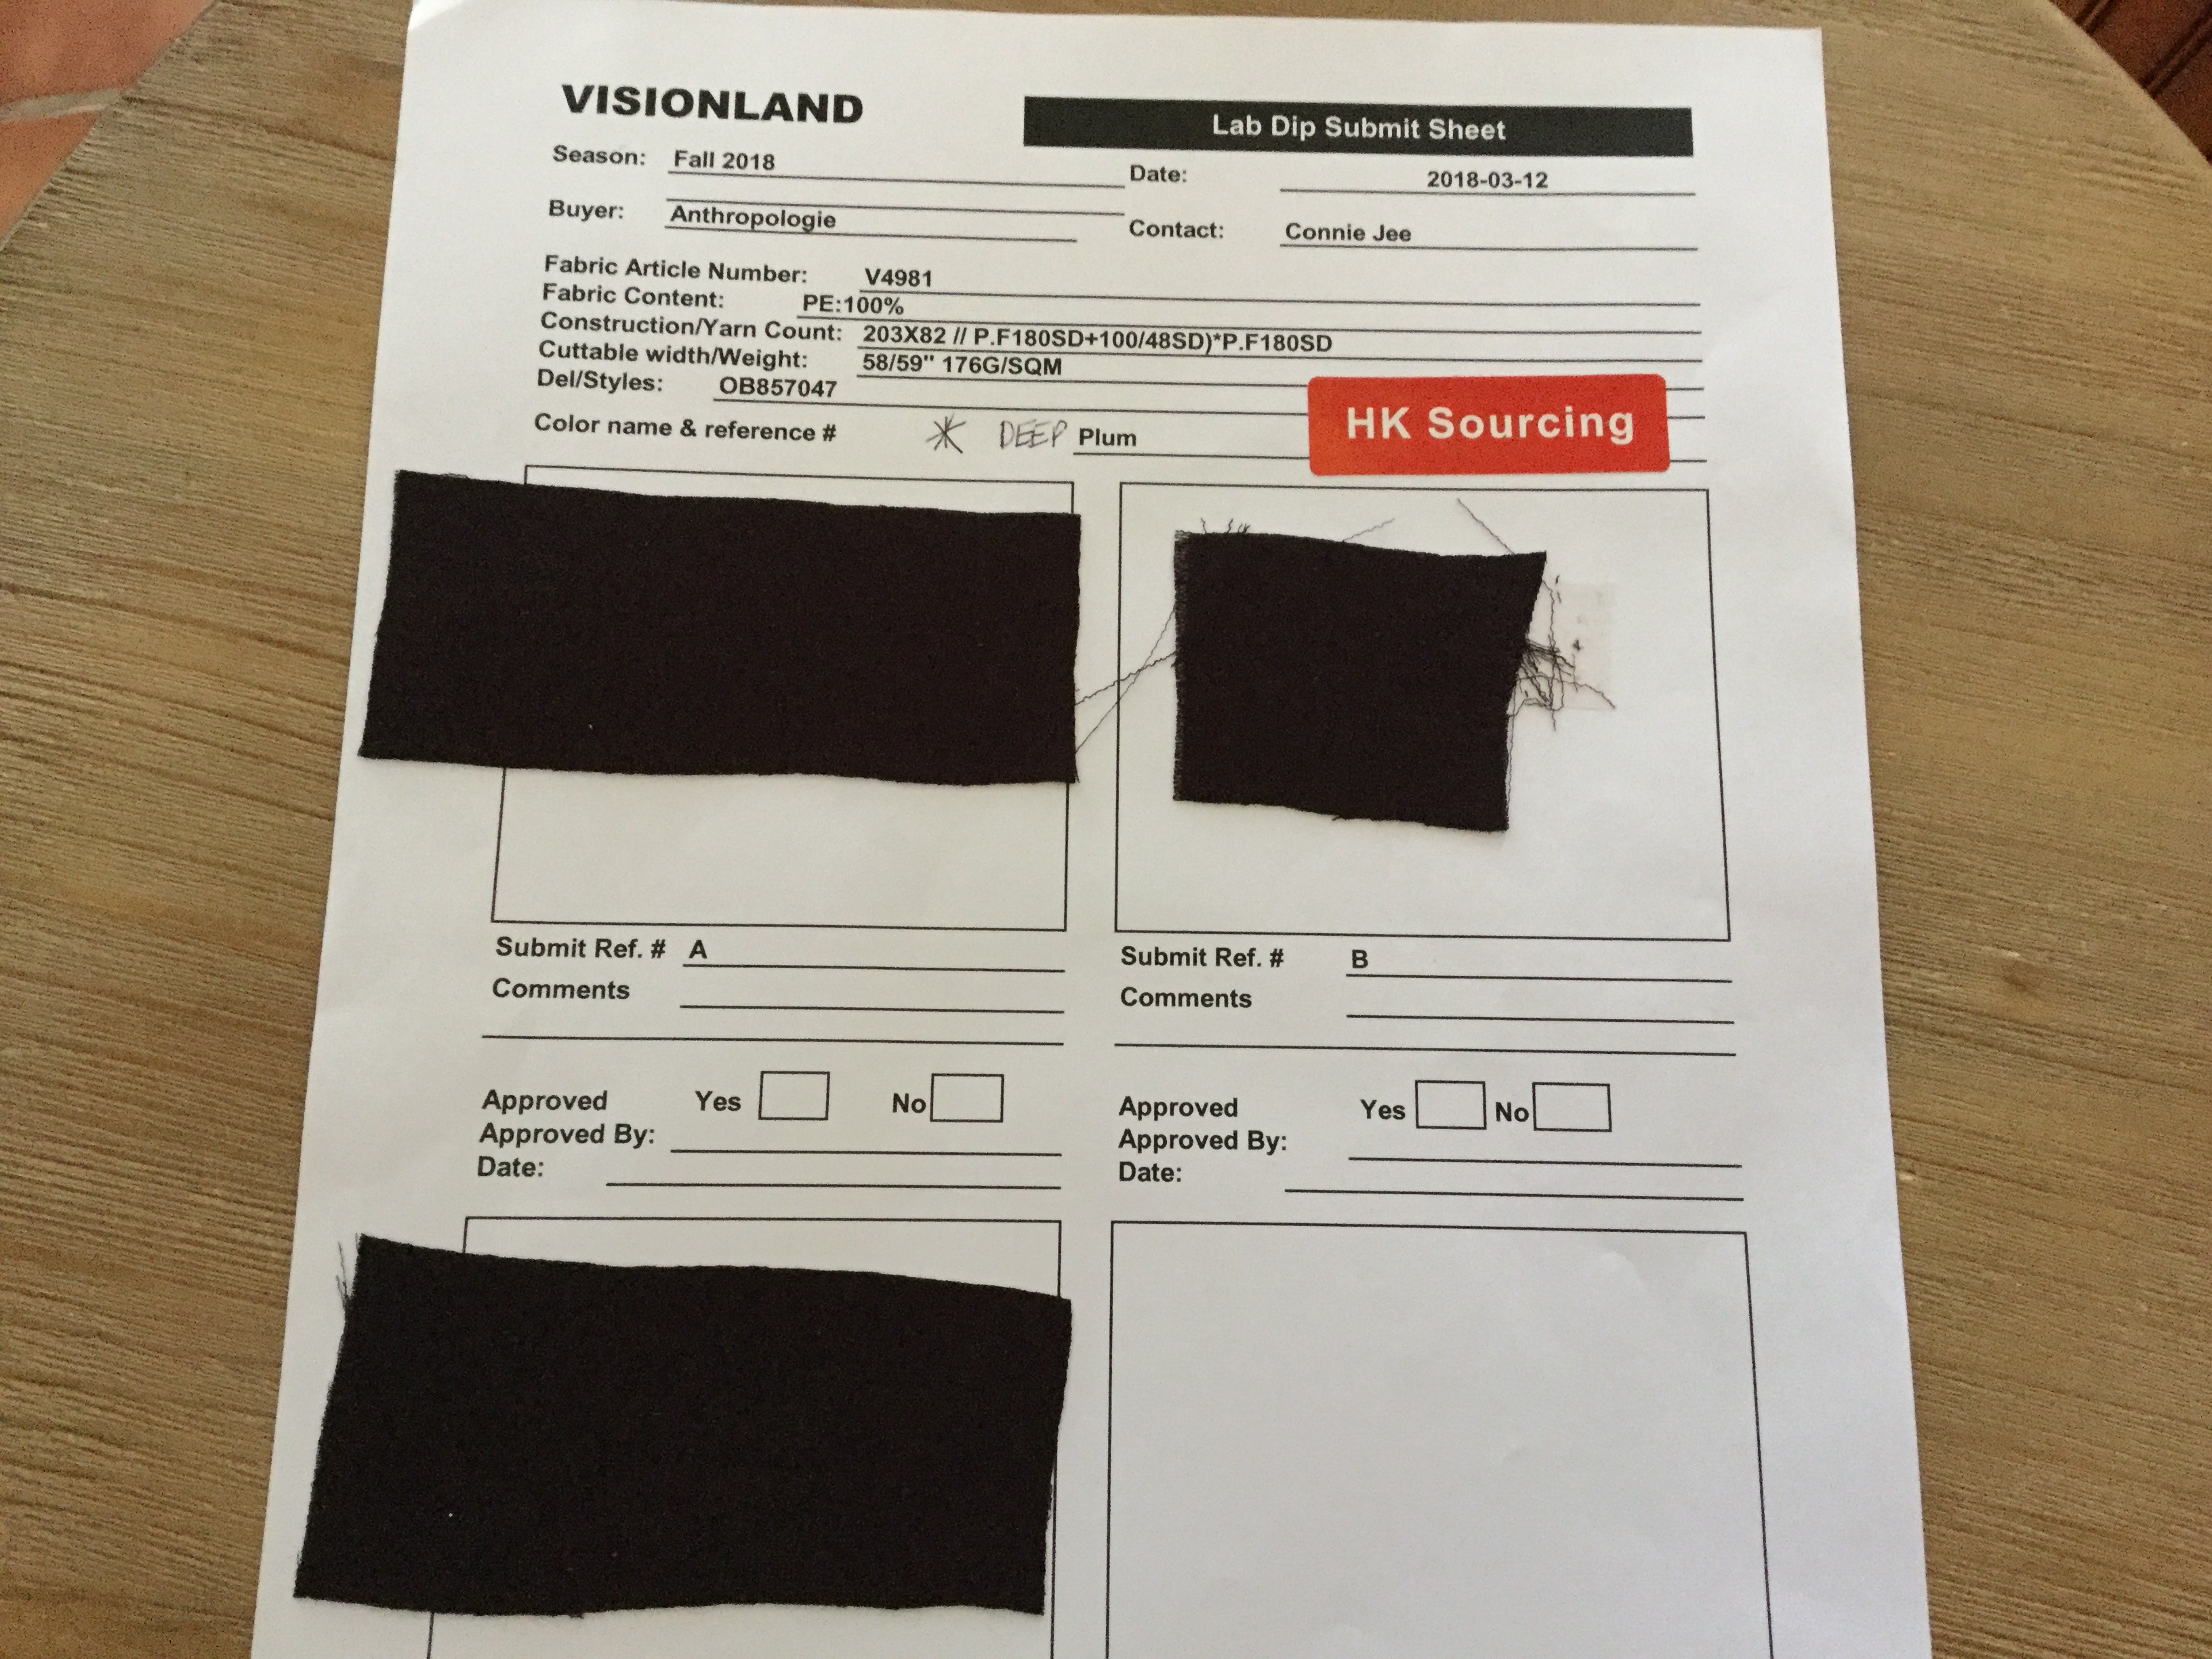 VISIONLAND
Lab Dip Submit Sheet
Season: Fall 2018
Date: 2018-03-12
Buyer: Anthropologie
Contact: Connie Jee
Fabric Article Number: V4981
Fabric Content: PE:100%
Construction/Yarn Count: 203X82 // P.F180SD+100/48SD)*P.F180SD
Cuttable width/Weight: 58/59" 176G/SQM
Del/Styles: OB857047
HK Sourcing
Color name & reference # * DEEP Plum
Submit Ref. # A
Comments
Submit Ref. # B
Comments
Approved Yes No
Approved By:
Date:
Approved Yes No
Approved By:
Date: